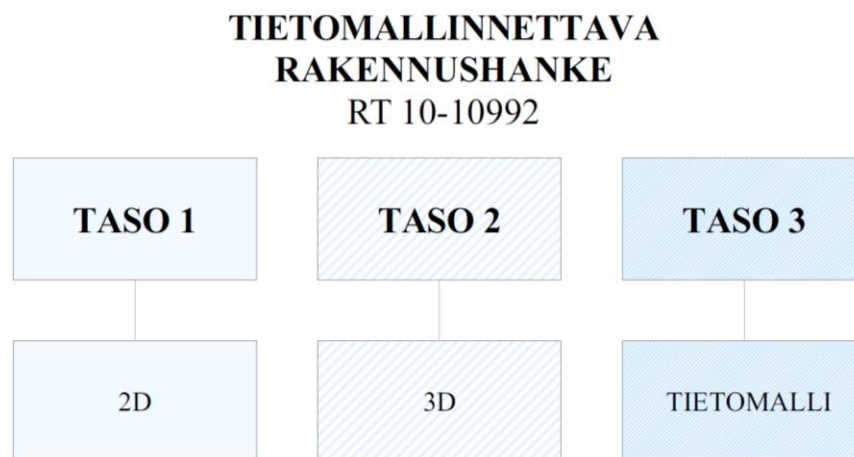 TIETOMALLINNETTAVA
RAKENNUSHANKE
RT 10-10992
TASO 1
TASO 2
TASO 3
2D
3D
TIETOMALLI